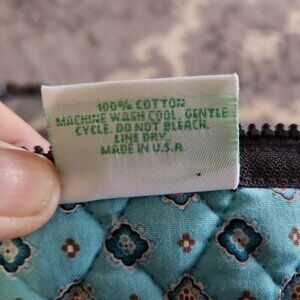 100% COTTON
MACHINE WASH COOL, GENTLE
CYCLE. DO NOT BLEACH.
LINE DRY.
MADE IN U.S.A.